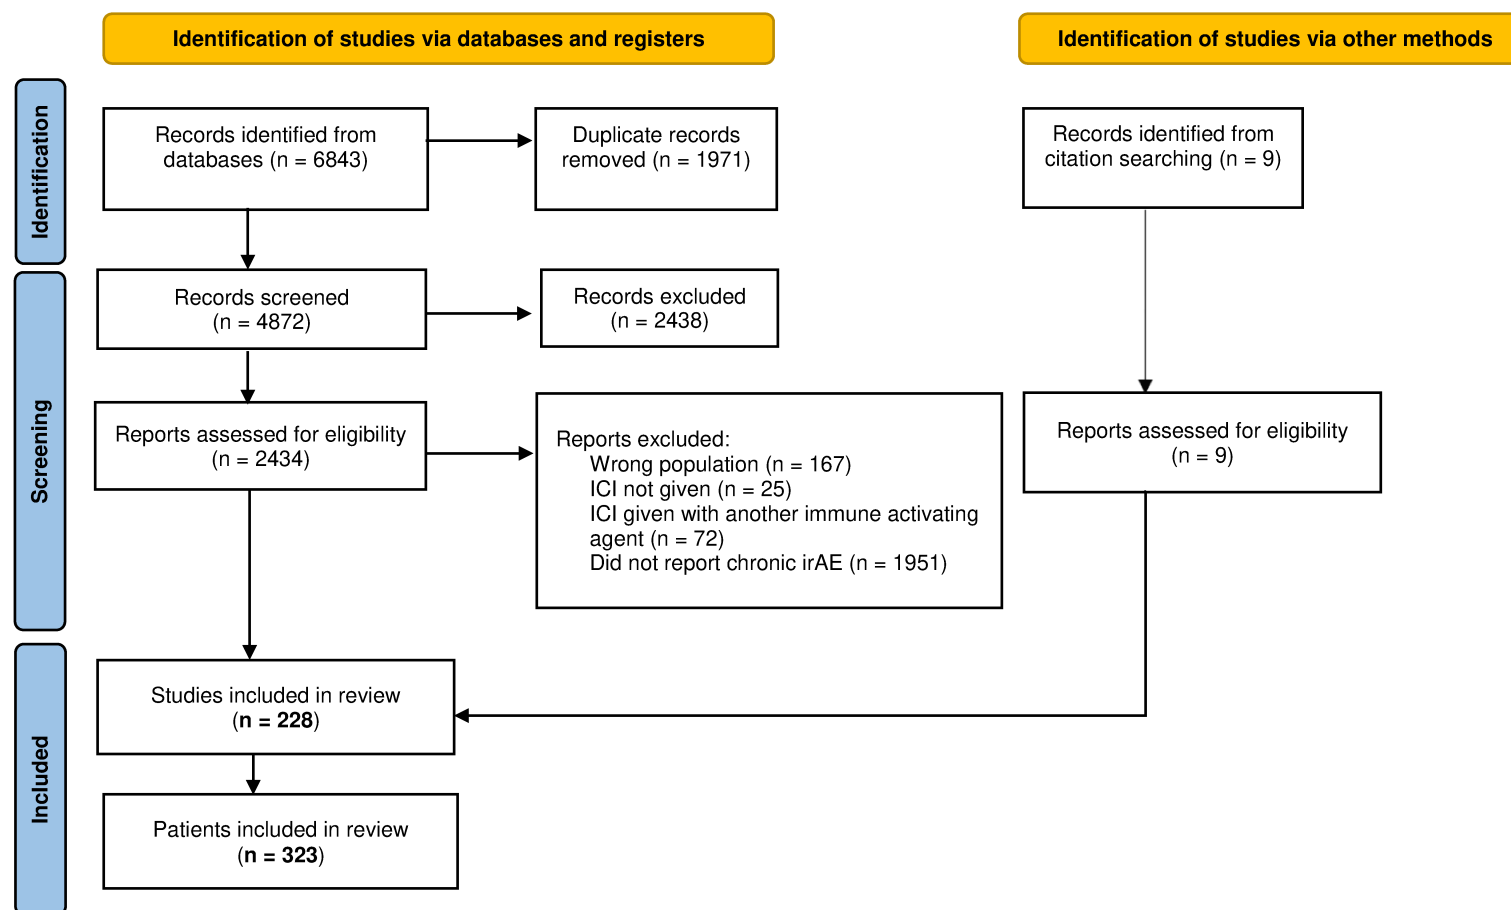 Identification of studies via databases and registers
Identification of studies via other methods
Identification
Records identified from
databases (n = 6843)
Duplicate records
removed (n = 1971)
Records identified from
citation searching (n = 9)
Screening
Records screened
(n = 4872)
Records excluded
(n = 2438)
Reports assessed for eligibility
(n = 2434)
Reports excluded:
Wrong population (n = 167)
ICI not given (n = 25)
ICI given with another immune activating
agent (n = 72)
Did not report chronic irAE (n = 1951)
Reports assessed for eligibility
(n = 9)
Included
Studies included in review
(n = 228)
Patients included in review
(n = 323)